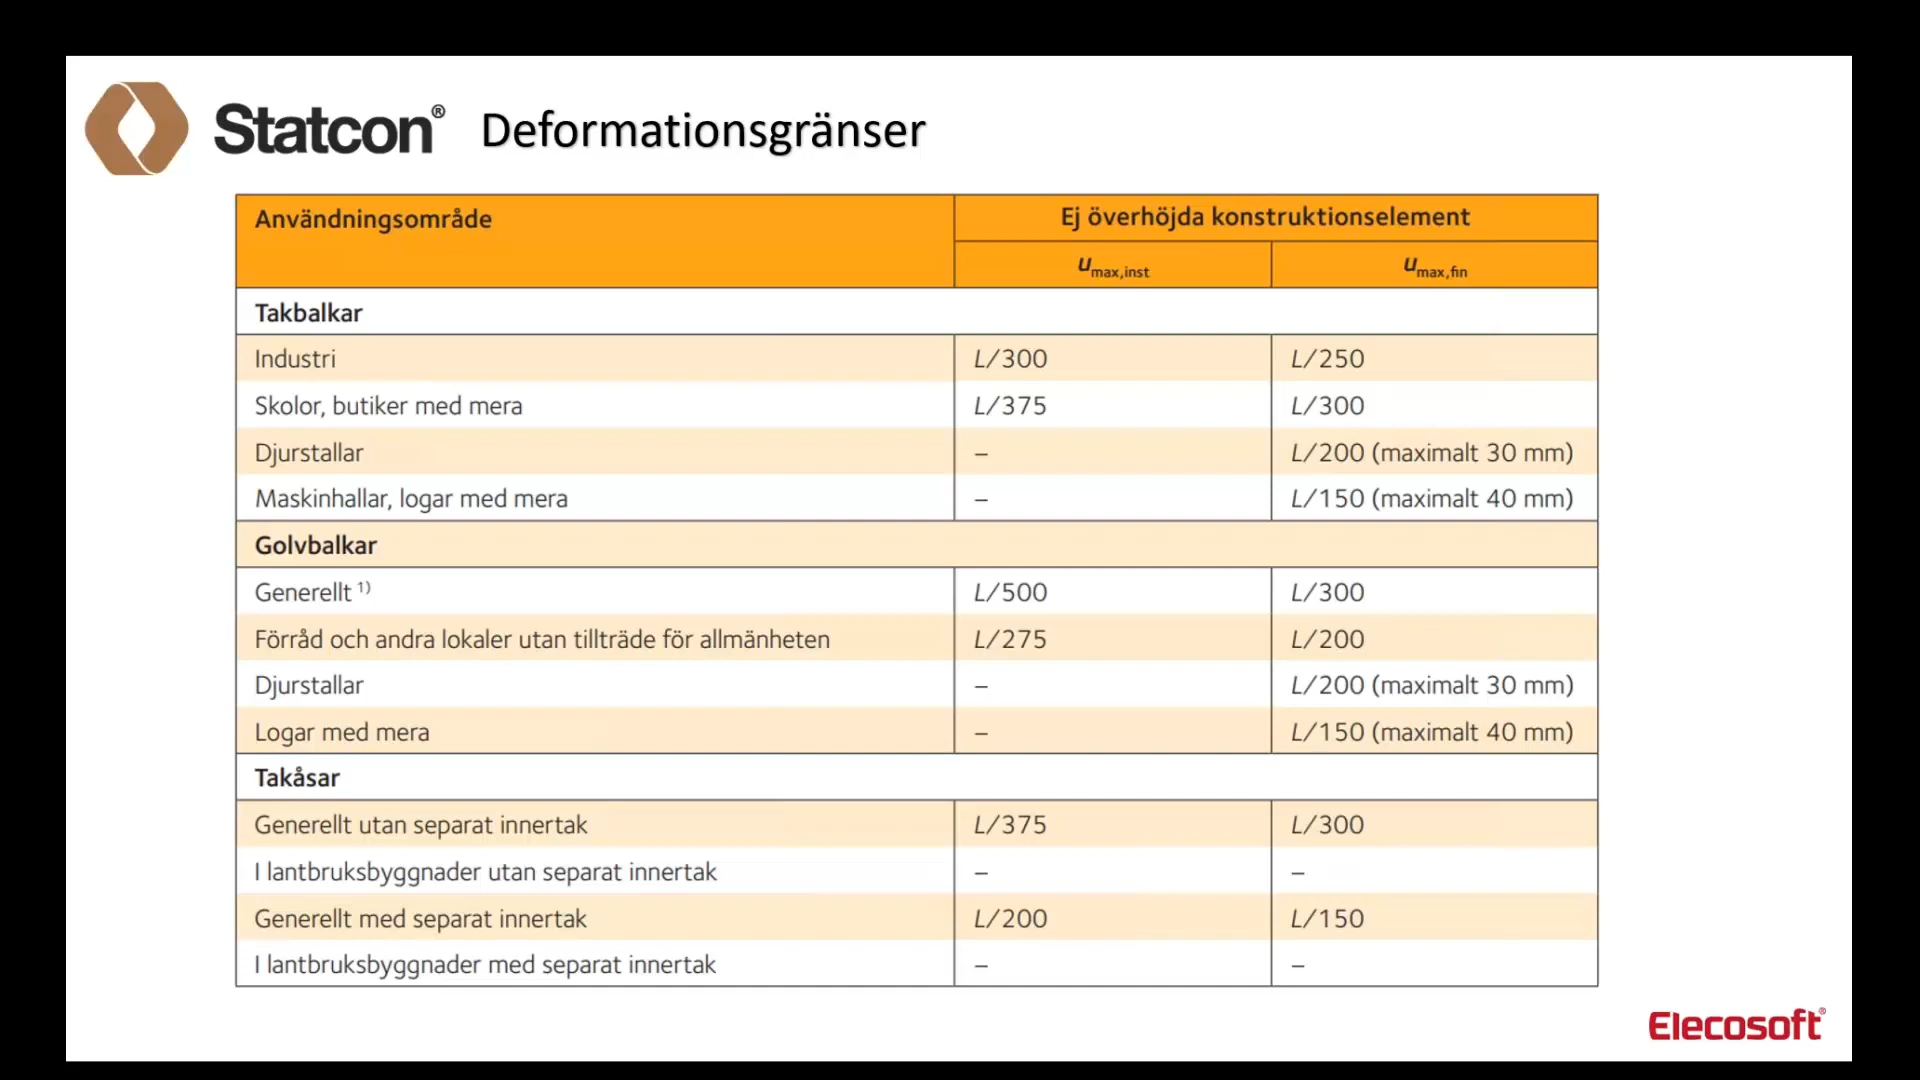 Statcon® Deformationsgränser
Användningsområde
Ej överhöjda konstruktionselement
umax,inst umax,fin
Takbalkar
Industri L/300 L/250
Skolor, butiker med mera L/375 L/300
Djurstallar – L/200 (maximalt 30 mm)
Maskinhallar, logar med mera – L/150 (maximalt 40 mm)
Golvbalkar
Generellt 1) L/500 L/300
Förråd och andra lokaler utan tillträde för allmänheten L/275 L/200
Djurstallar – L/200 (maximalt 30 mm)
Logar med mera – L/150 (maximalt 40 mm)
Takåsar
Generellt utan separat innertak L/375 L/300
I lantbruksbyggnader utan separat innertak – –
Generellt med separat innertak L/200 L/150
I lantbruksbyggnader med separat innertak – –
Elecosoft®